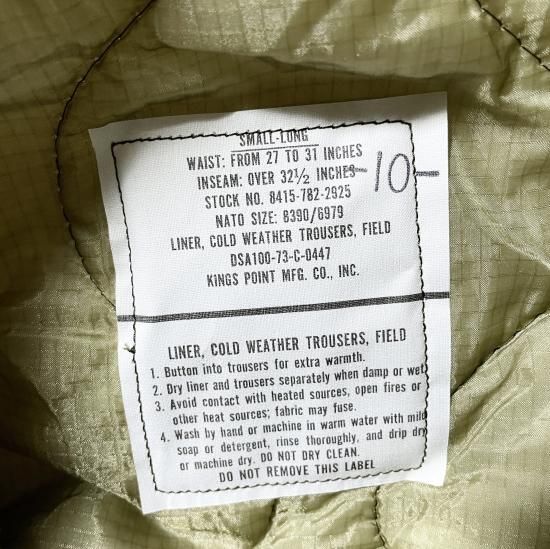 SMALL-LONG
WAIST: FROM 27 TO 31 INCHES
INSEAM: OVER 32½ INCHES
-10-
STOCK NO. 8415-782-2925
NATO SIZE: 8390/6979
LINER, COLD WEATHER TROUSERS, FIELD
DSA100-73-C-0447
KINGS POINT MFG. CO., INC.
LINER, COLD WEATHER TROUSERS, FIELD
1. Button into trousers for extra warmth.
2. Dry liner and trousers separately when damp or wet
3. Avoid contact with heated sources, open fires or
other heat sources; fabric may fuse.
4. Wash by hand or machine in warm water with mild
soap or detergent, rinse thoroughly, and drip dry
or machine dry. DO NOT DRY CLEAN.
DO NOT REMOVE THIS LABEL